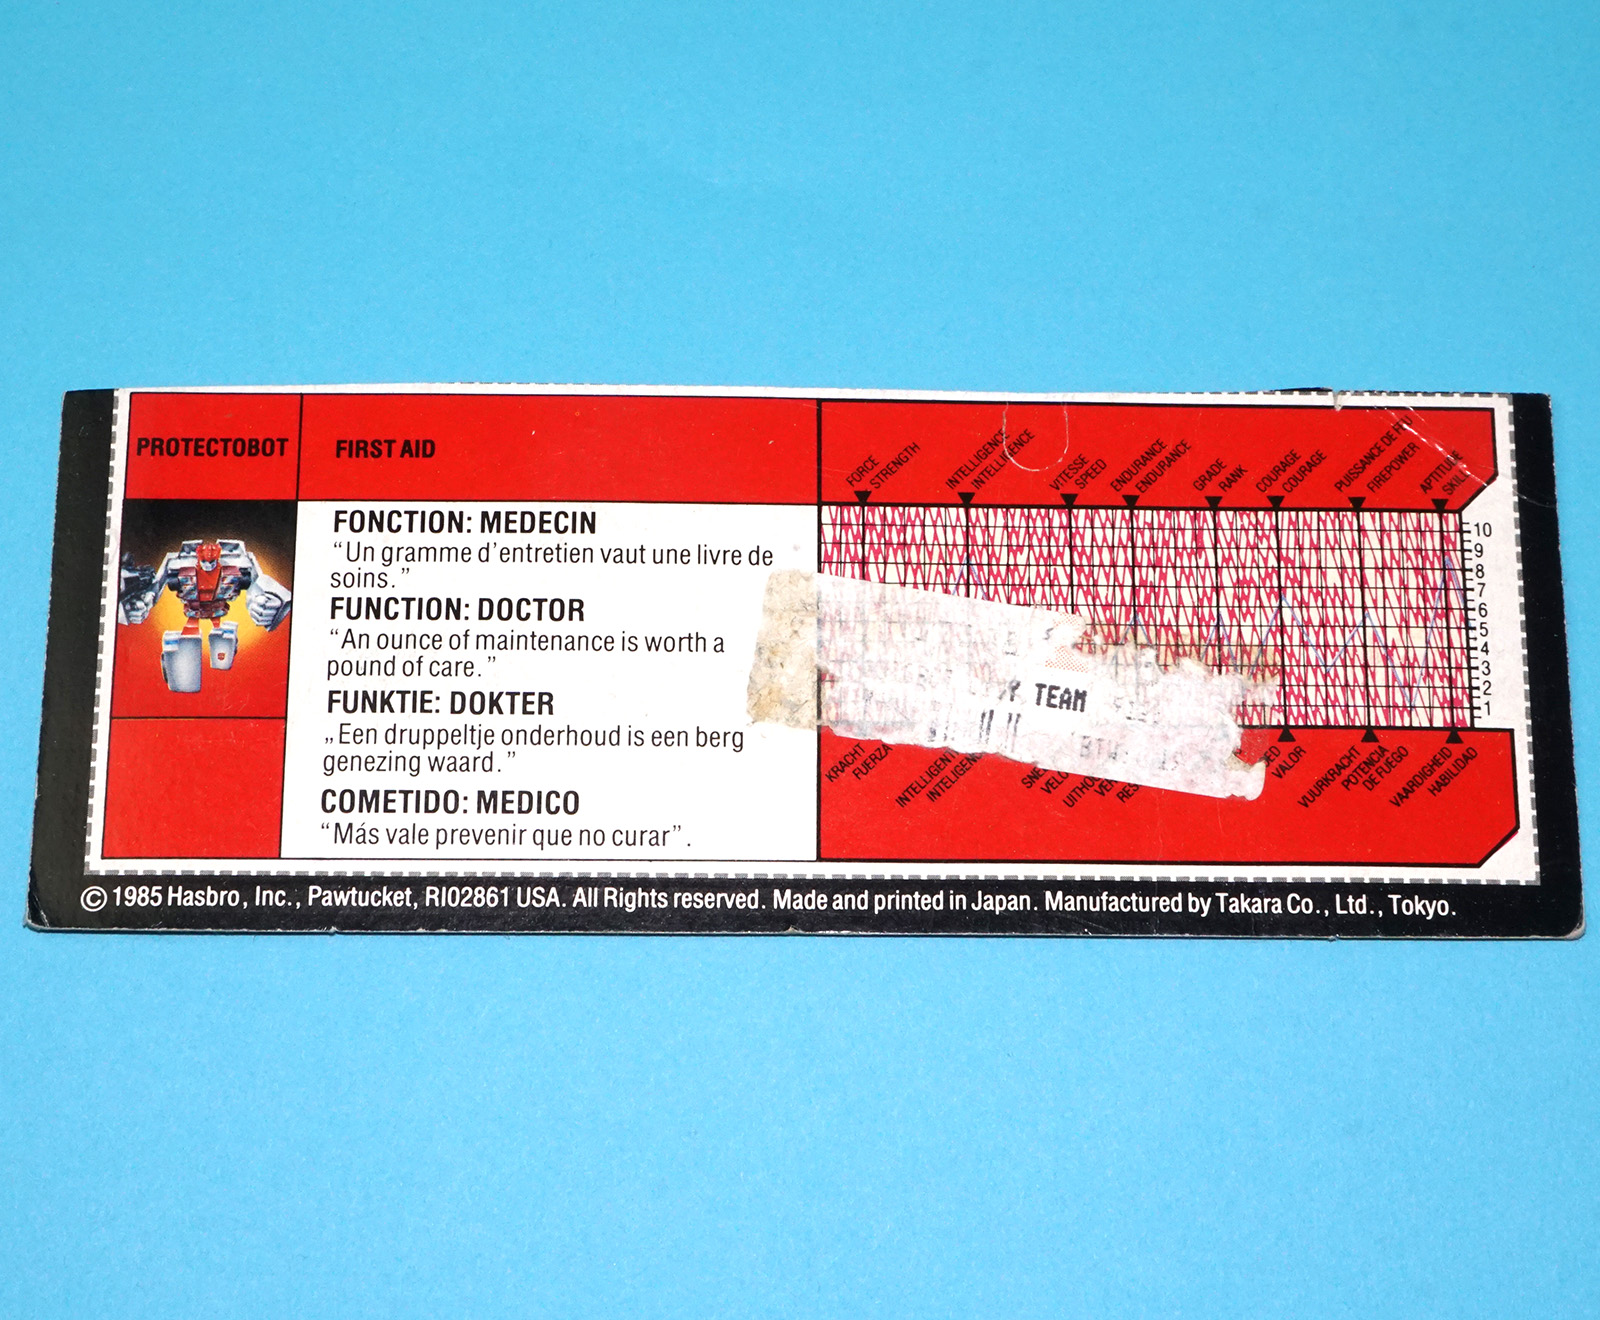 PROTECTOBOT
FIRST AID
FONCTION: MEDECIN
“Un gramme d’entretien vaut une livre de
soins.”
FUNCTION: DOCTOR
“An ounce of maintenance is worth a
pound of care.”
FUNKTIE: DOKTER
„Een druppeltje onderhoud is een berg
genezing waard.”
COMETIDO: MEDICO
“Más vale prevenir que no curar”.
FORCE
STRENGTH
INTELLIGENCE
INTELLIGENCE
VITESSE
SPEED
ENDURANCE
ENDURANCE
GRADE
RANK
COURAGE
COURAGE
PUISSANCE DE FEU
FIREPOWER
APTITUDE
SKILL
10
9
8
7
6
5
4
3
2
1
TEAM
KRACHT
FUERZA
VALOR
VUURKRACHT
POTENCIA
DE FUEGO
VAARDIGHEID
HABILIDAD
© 1985 Hasbro, Inc., Pawtucket, RI02861 USA. All Rights reserved. Made and printed in Japan. Manufactured by Takara Co., Ltd., Tokyo.